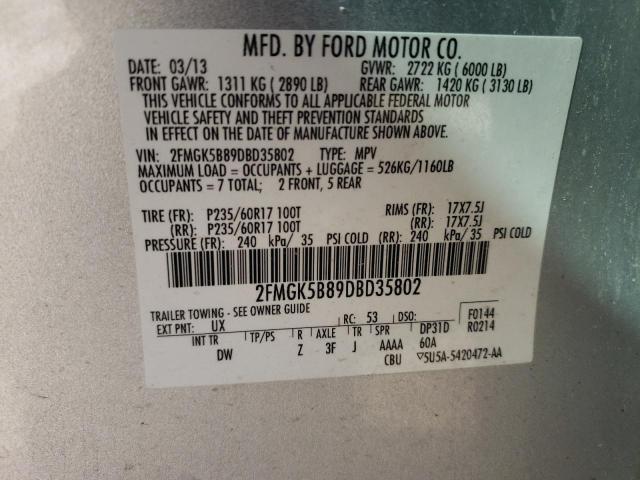 MFD. BY FORD MOTOR CO.
DATE: 03/13 GVWR: 2722 KG ( 6000 LB)
FRONT GAWR: 1311 KG ( 2890 LB) REAR GAWR: 1420 KG ( 3130 LB)
THIS VEHICLE CONFORMS TO ALL APPLICABLE FEDERAL MOTOR
VEHICLE SAFETY AND THEFT PREVENTION STANDARDS
IN EFFECT ON THE DATE OF MANUFACTURE SHOWN ABOVE.
VIN: 2FMGK5B89DBD35802 TYPE: MPV
MAXIMUM LOAD = OCCUPANTS + LUGGAGE = 526KG/1160LB
OCCUPANTS = 7 TOTAL; 2 FRONT, 5 REAR
TIRE (FR): P235/60R17 100T RIMS (FR): 17X7.5J
(RR): P235/60R17 100T (RR): 17X7.5J
PRESSURE (FR): 240 kPa/ 35 PSI COLD (RR): 240 kPa/ 35 PSI COLD
2FMGK5B89DBD35802
TRAILER TOWING - SEE OWNER GUIDE
EXT PNT: UX RC: 53 DSO: F0144
R0214
INT TR TP/PS R AXLE TR SPR DP31D
DW Z 3F J AAAA 60A
CBU ▽5U5A-5420472-AA